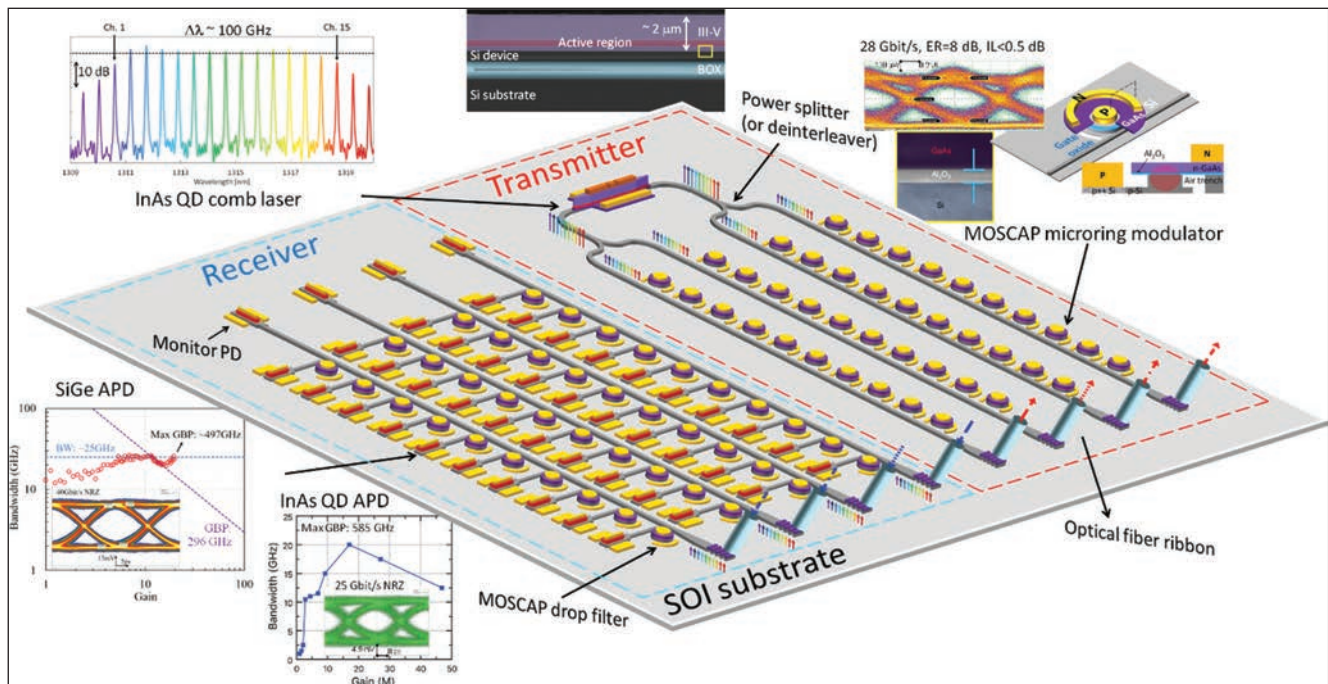 Ch. 1
Δλ ~ 100 GHz
Ch. 15
10 dB
1309
1311
1313
1315
1317
1319
Wavelength [nm]
InAs QD comb laser
~ 2 μm
III-V
Active region
Si device
BOX
Si substrate
28 Gbit/s, ER=8 dB, IL<0.5 dB
GaAs
Al₂O₃
Si
N
P
GaAs
Si
Gate
oxide
Al₂O₃
N
P
n-GaAs
Air trench
p++ Si
p-Si
Power splitter
(or deinterleaver)
MOSCAP microring modulator
Transmitter
Receiver
Monitor PD
SiGe APD
100
10
1
Bandwidth (GHz)
BW: ~25GHz
Max GBP: ~497GHz
40Gbit/s NRZ
GBP:
296 GHz
1
10
100
Gain
InAs QD APD
25
20
15
10
5
0
Bandwidth (GHz)
Max GBP: 585 GHz
25 Gbit/s NRZ
0
10
20
30
40
50
Gain (M)
MOSCAP drop filter
SOI substrate
Optical fiber ribbon